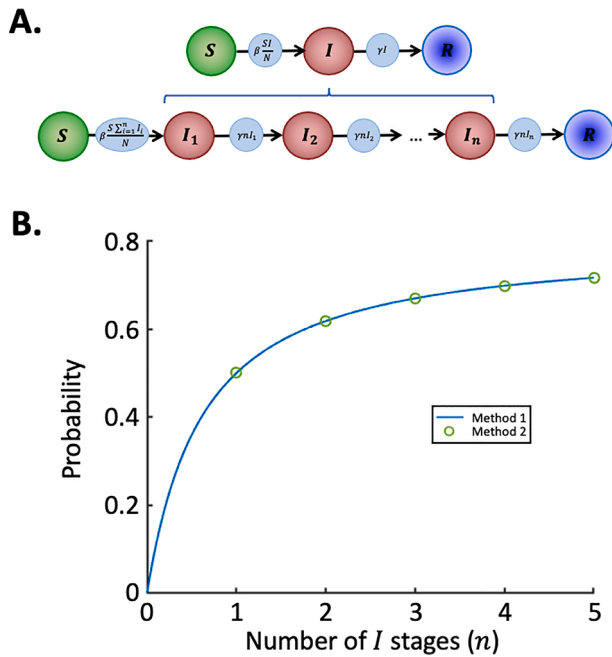 A.
S β SI/N I γI R
S β S∑ⁿᵢ₌₁ Iᵢ/N I₁ γnI₁ I₂ γnI₂ ... Iₙ γnIₙ R
B.
0.8
0.6
0.4
0.2
0
Probability
Method 1
Method 2
0 1 2 3 4 5
Number of I stages (n)